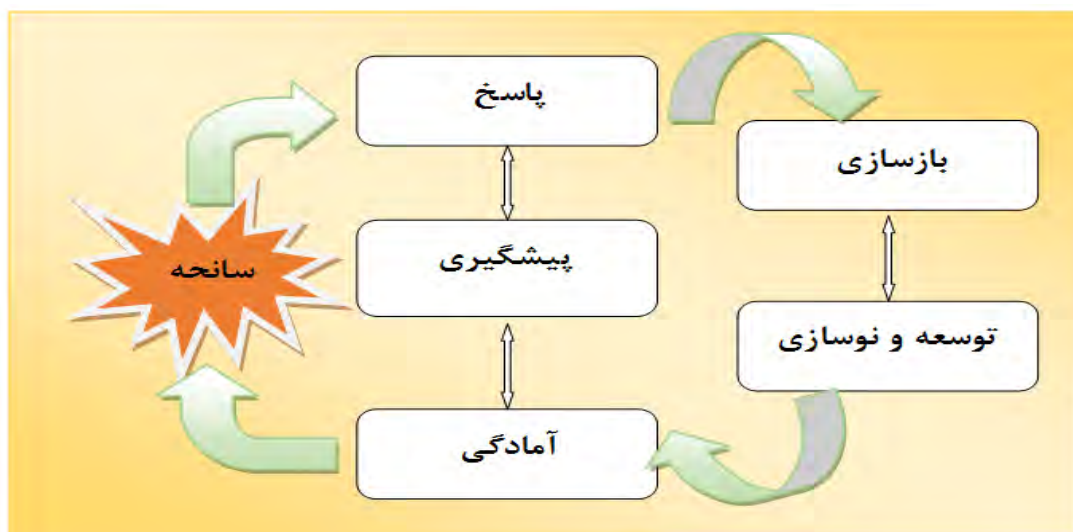 پاسخ
بازسازی
پیشگیری
سانحه
توسعه و نوسازی
آمادگی